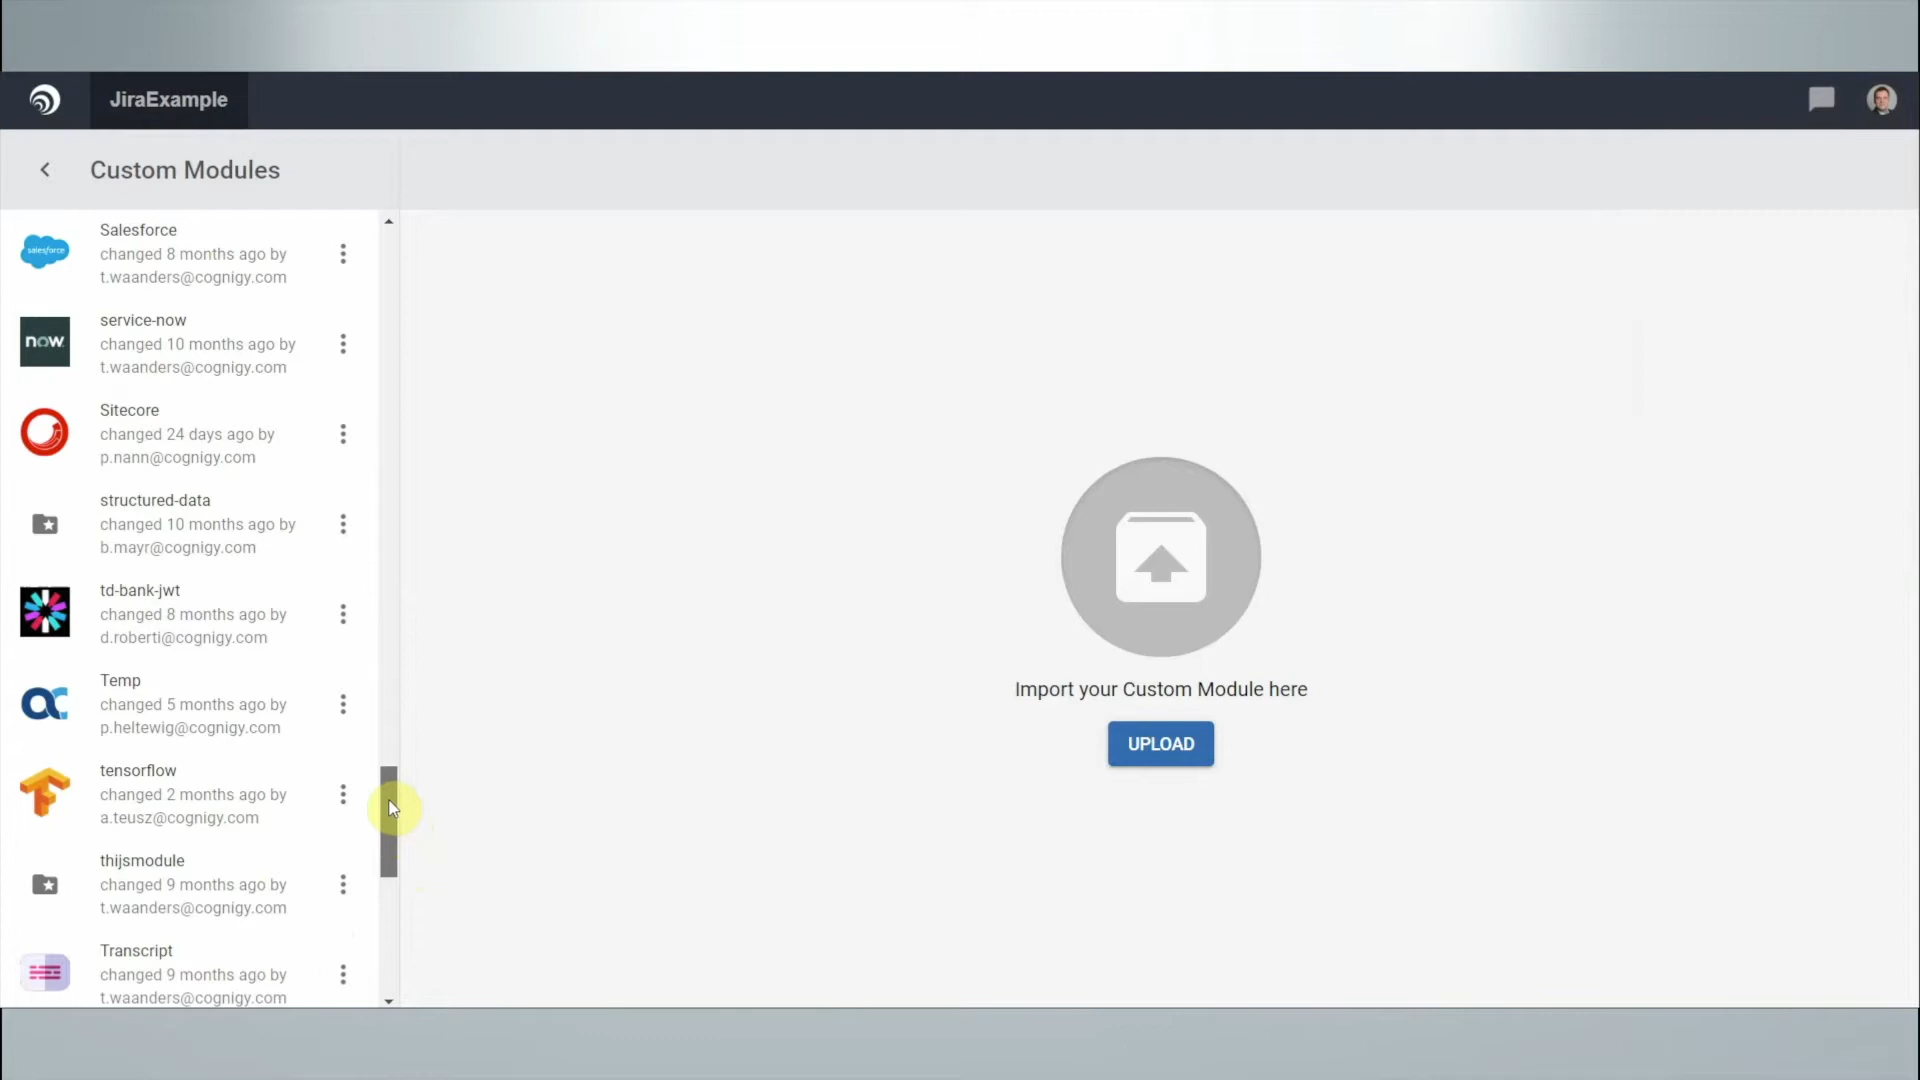 JiraExample
Custom Modules
salesforce
Salesforce
changed 8 months ago by
t.waanders@cognigy.com
now
service-now
changed 10 months ago by
t.waanders@cognigy.com
Sitecore
changed 24 days ago by
p.nann@cognigy.com
structured-data
changed 10 months ago by
b.mayr@cognigy.com
td-bank-jwt
changed 8 months ago by
d.roberti@cognigy.com
Temp
changed 5 months ago by
p.heltewig@cognigy.com
tensorflow
changed 2 months ago by
a.teusz@cognigy.com
thijsmodule
changed 9 months ago by
t.waanders@cognigy.com
Transcript
changed 9 months ago by
t.waanders@cognigy.com
Import your Custom Module here
UPLOAD